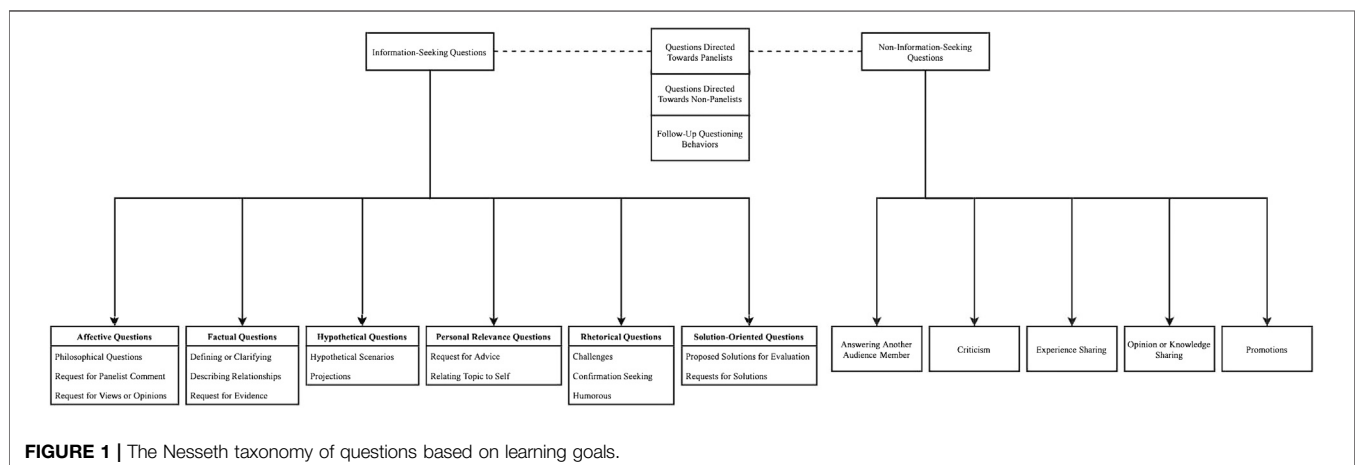 Information-Seeking Questions
Questions Directed
Towards Panelists
Non-Information-Seeking
Questions
Questions Directed
Towards Non-Panelists
Follow-Up Questioning
Behaviors
Affective Questions
Philosophical Questions
Request for Panelist Comment
Request for Views or Opinions
Factual Questions
Defining or Clarifying
Describing Relationships
Request for Evidence
Hypothetical Questions
Hypothetical Scenarios
Projections
Personal Relevance Questions
Request for Advice
Relating Topic to Self
Rhetorical Questions
Challenges
Confirmation Seeking
Humorous
Solution-Oriented Questions
Proposed Solutions for Evaluation
Requests for Solutions
Answering Another
Audience Member
Criticism
Experience Sharing
Opinion or Knowledge
Sharing
Promotions
FIGURE 1 | The Nesseth taxonomy of questions based on learning goals.